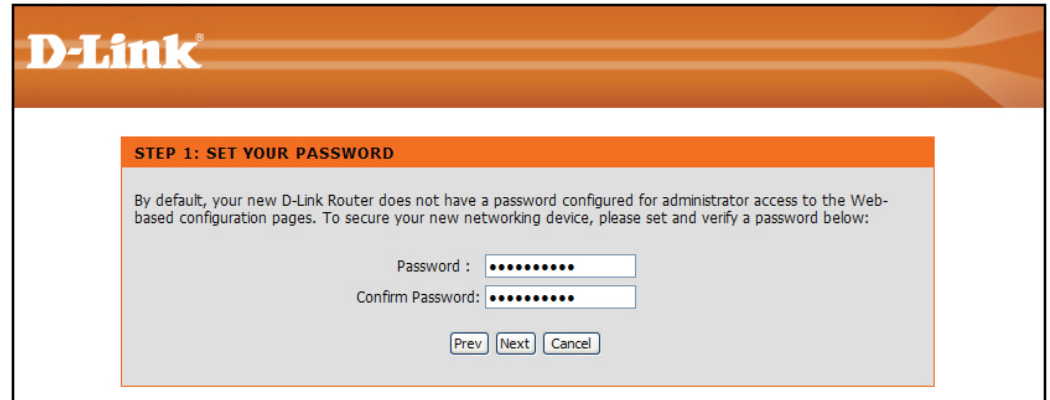 D-Link®
STEP 1: SET YOUR PASSWORD
By default, your new D-Link Router does not have a password configured for administrator access to the Web-
based configuration pages. To secure your new networking device, please set and verify a password below:
Password : ••••••••••
Confirm Password: ••••••••••
Prev Next Cancel